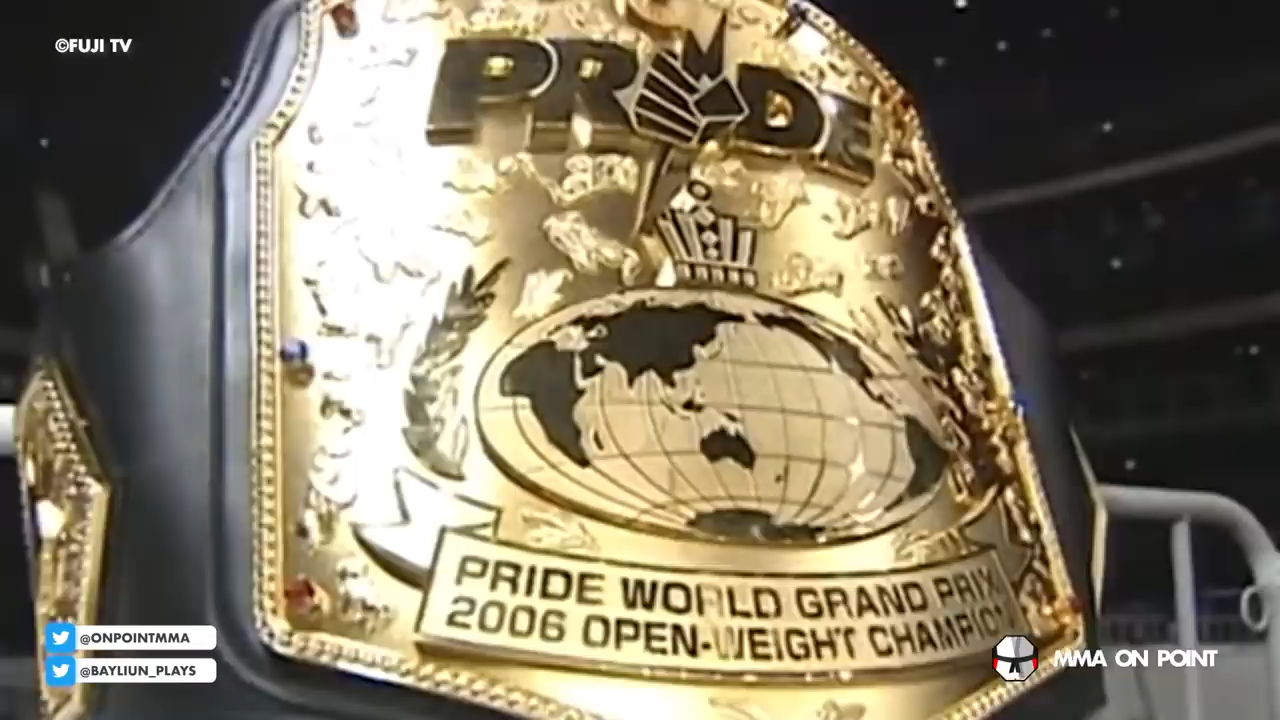 ©FUJI TV
PRIDE
PRIDE WORLD GRAND PRIX
2006 OPEN-WEIGHT CHAMPION
@ONPOINTMMA
@BAYLIUN_PLAYS
MMA ON POINT